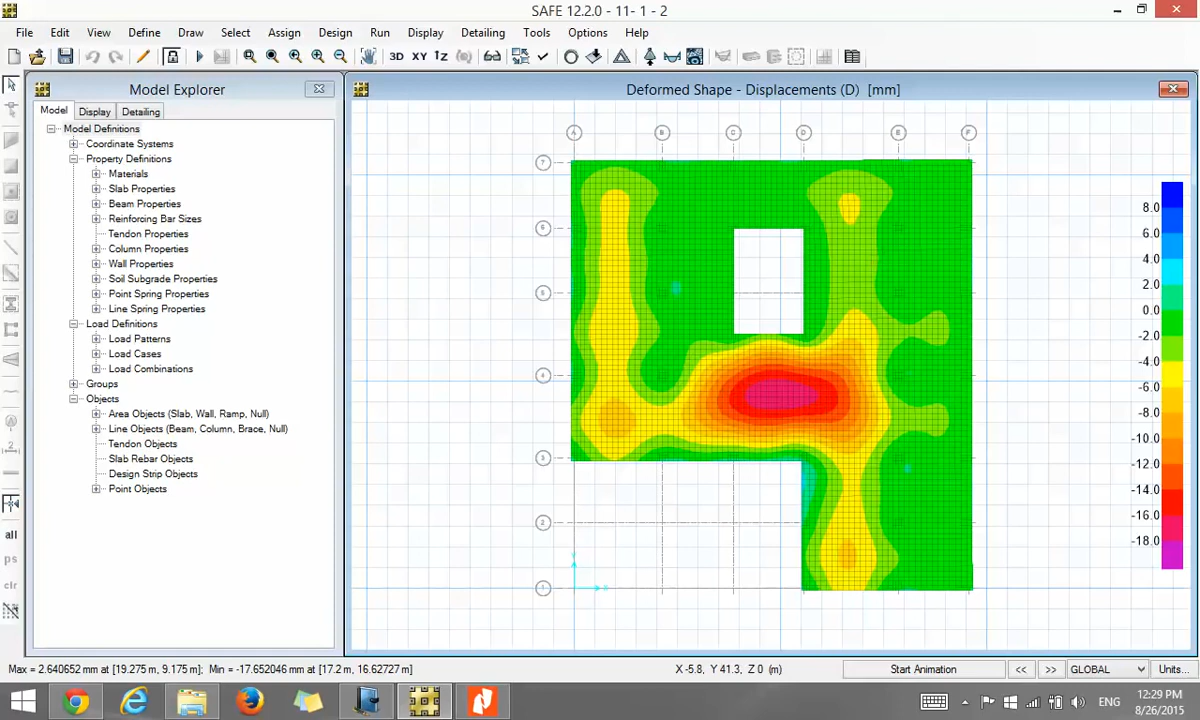 SAFE 12.2.0 - 11- 1 - 2
File Edit View Define Draw Select Assign Design Run Display Detailing Tools Options Help
3D XY
Model Explorer
Model Display Detailing
Model Definitions
Coordinate Systems
Property Definitions
Materials
Slab Properties
Beam Properties
Reinforcing Bar Sizes
Tendon Properties
Column Properties
Wall Properties
Soil Subgrade Properties
Point Spring Properties
Line Spring Properties
Load Definitions
Load Patterns
Load Cases
Load Combinations
Groups
Objects
Area Objects (Slab, Wall, Ramp, Null)
Line Objects (Beam, Column, Brace, Null)
Tendon Objects
Slab Rebar Objects
Design Strip Objects
Point Objects
all
ps
clr
Deformed Shape - Displacements (D) [mm]
A B C D E F
7
6
5
4
3
2
1
8.0
6.0
4.0
2.0
0.0
-2.0
-4.0
-6.0
-8.0
-10.0
-12.0
-14.0
-16.0
-18.0
Max = 2.640652 mm at [19.275 m, 9.175 m]; Min = -17.652046 mm at [17.2 m, 16.62727 m]
X -5.8, Y 41.3, Z 0 (m)
Start Animation
<< >>
GLOBAL
Units...
ENG
12:29 PM
8/26/2015